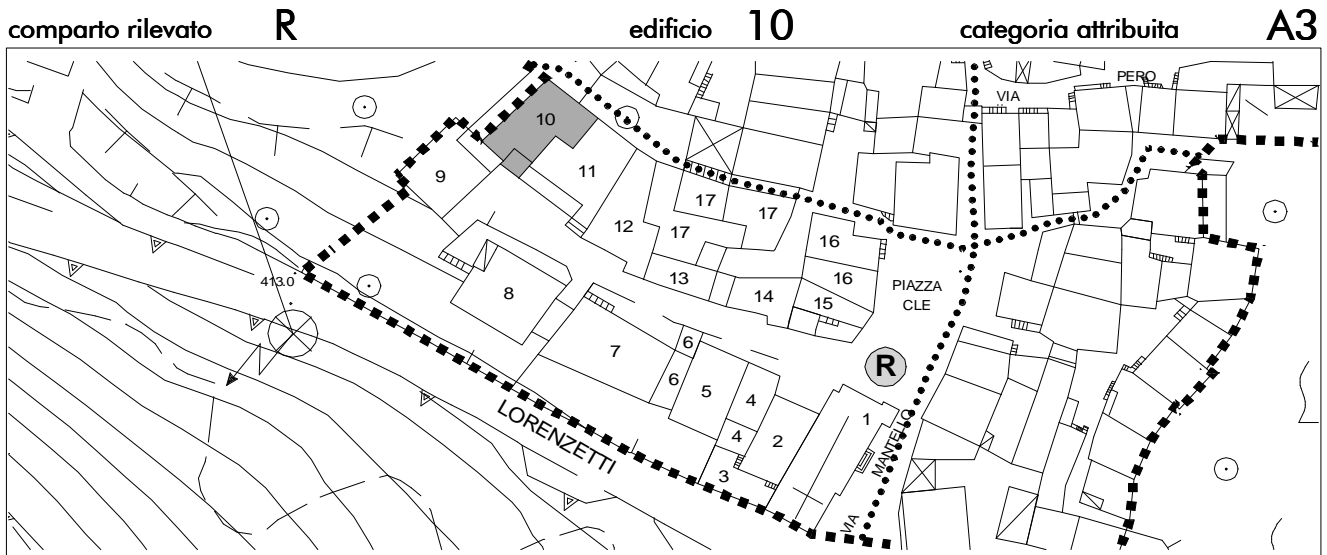 comparto rilevato R edificio 10 categoria attribuita A3
PERO
VIA
10
9
11
17
17
12
17
16
413.0
16
13
8
14
15
PIAZZA
CLE
7
6
R
6
5
4
1
LORENZETTI
4
2
3
VIA MANTELLO